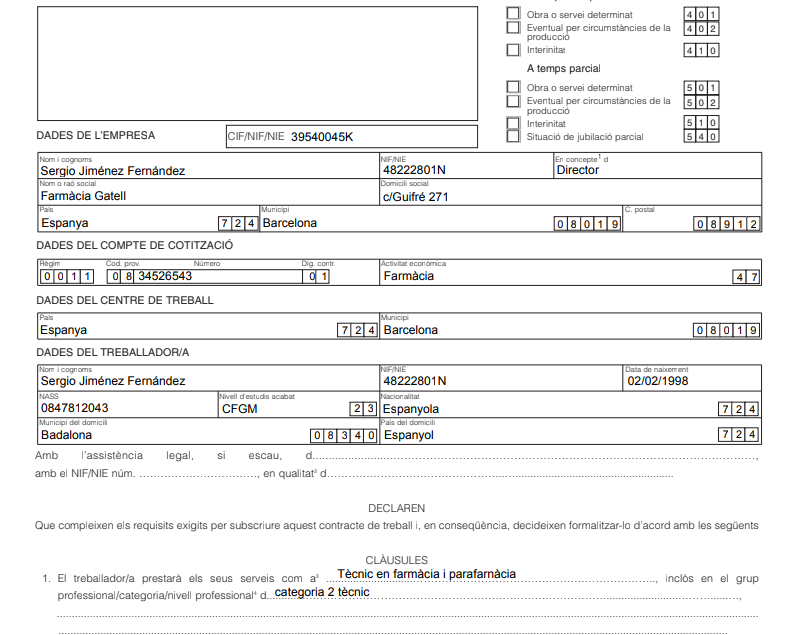 Obra o servei determinat 4 0 1
Eventual per circumstàncies de la 4 0 2
producció
Interinitat 4 1 0
A temps parcial
Obra o servei determinat 5 0 1
Eventual per circumstàncies de la 5 0 2
producció
Interinitat 5 1 0
Situació de jubilació parcial 5 4 0
DADES DE L'EMPRESA CIF/NIF/NIE 39540045K
Nom i cognoms NIF/NIE En concepte¹ d
Sergio Jiménez Fernández 48222801N Director
Nom o raó social Domicili social
Farmàcia Gatell c/Guifré 271
País Municipi C. postal
Espanya 7 2 4 Barcelona 0 8 0 1 9 0 8 9 1 2
DADES DEL COMPTE DE COTITZACIÓ
Règim Cod. prov. Número Díg. contr. Activitat econòmica
0 0 1 1 0 8 34526543 0 1 Farmàcia 4 7
DADES DEL CENTRE DE TREBALL
País Municipi
Espanya 7 2 4 Barcelona 0 8 0 1 9
DADES DEL TREBALLADOR/A
Nom i cognoms NIF/NIE Data de naixement
Sergio Jiménez Fernández 48222801N 02/02/1998
NASS Nivell d'estudis acabat Nacionalitat
0847812043 CFGM 2 3 Espanyola 7 2 4
Municipi del domicili País del domicili
Badalona 0 8 3 4 0 Espanyol 7 2 4
Amb l'assistència legal, si escau, d...,
amb el NIF/NIE núm. ..., en qualitat² d...
DECLAREN
Que compleixen els requisits exigits per subscriure aquest contracte de treball i, en conseqüència, decideixen formalitzar-lo d'acord amb les següents
CLÀUSULES
1. El treballador/a prestarà els seus serveis com a³ Tècnic en farmàcia i parafarnàcia, inclòs en el grup
professional/categoria/nivell professional⁴ d categoria 2 tècnic,